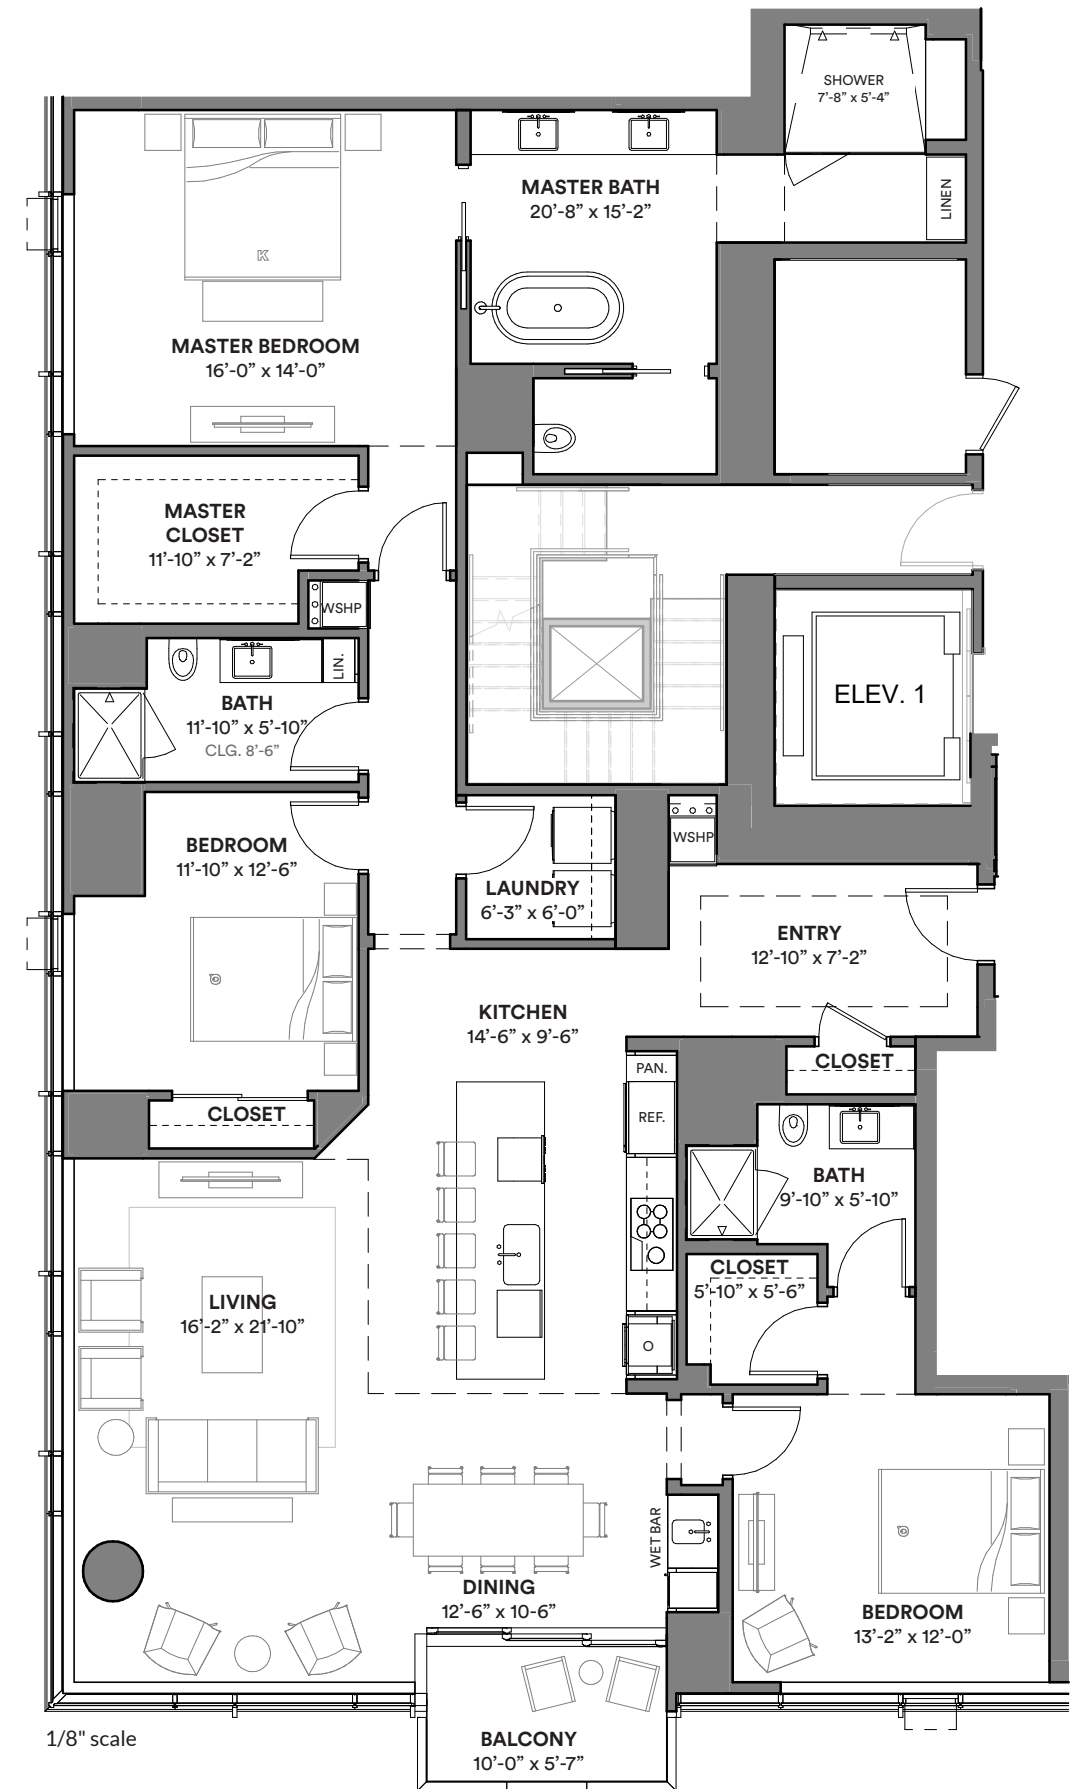 SHOWER
7'-8" x 5'-4"
MASTER BATH
20'-8" x 15'-2"
LINEN
K
MASTER BEDROOM
16'-0" x 14'-0"
MASTER
CLOSET
11'-10" x 7'-2"
WSHP
LIN.
BATH
11'-10" x 5'-10"
CLG. 8'-6"
ELEV. 1
BEDROOM
11'-10" x 12'-6"
WSHP
LAUNDRY
6'-3" x 6'-0"
ENTRY
12'-10" x 7'-2"
KITCHEN
14'-6" x 9'-6"
CLOSET
PAN.
REF.
CLOSET
BATH
9'-10" x 5'-10"
CLOSET
5'-10" x 5'-6"
LIVING
16'-2" x 21'-10"
O
WET BAR
DINING
12'-6" x 10-6"
BEDROOM
13'-2" x 12'-0"
1/8" scale
BALCONY
10'-0" x 5'-7"